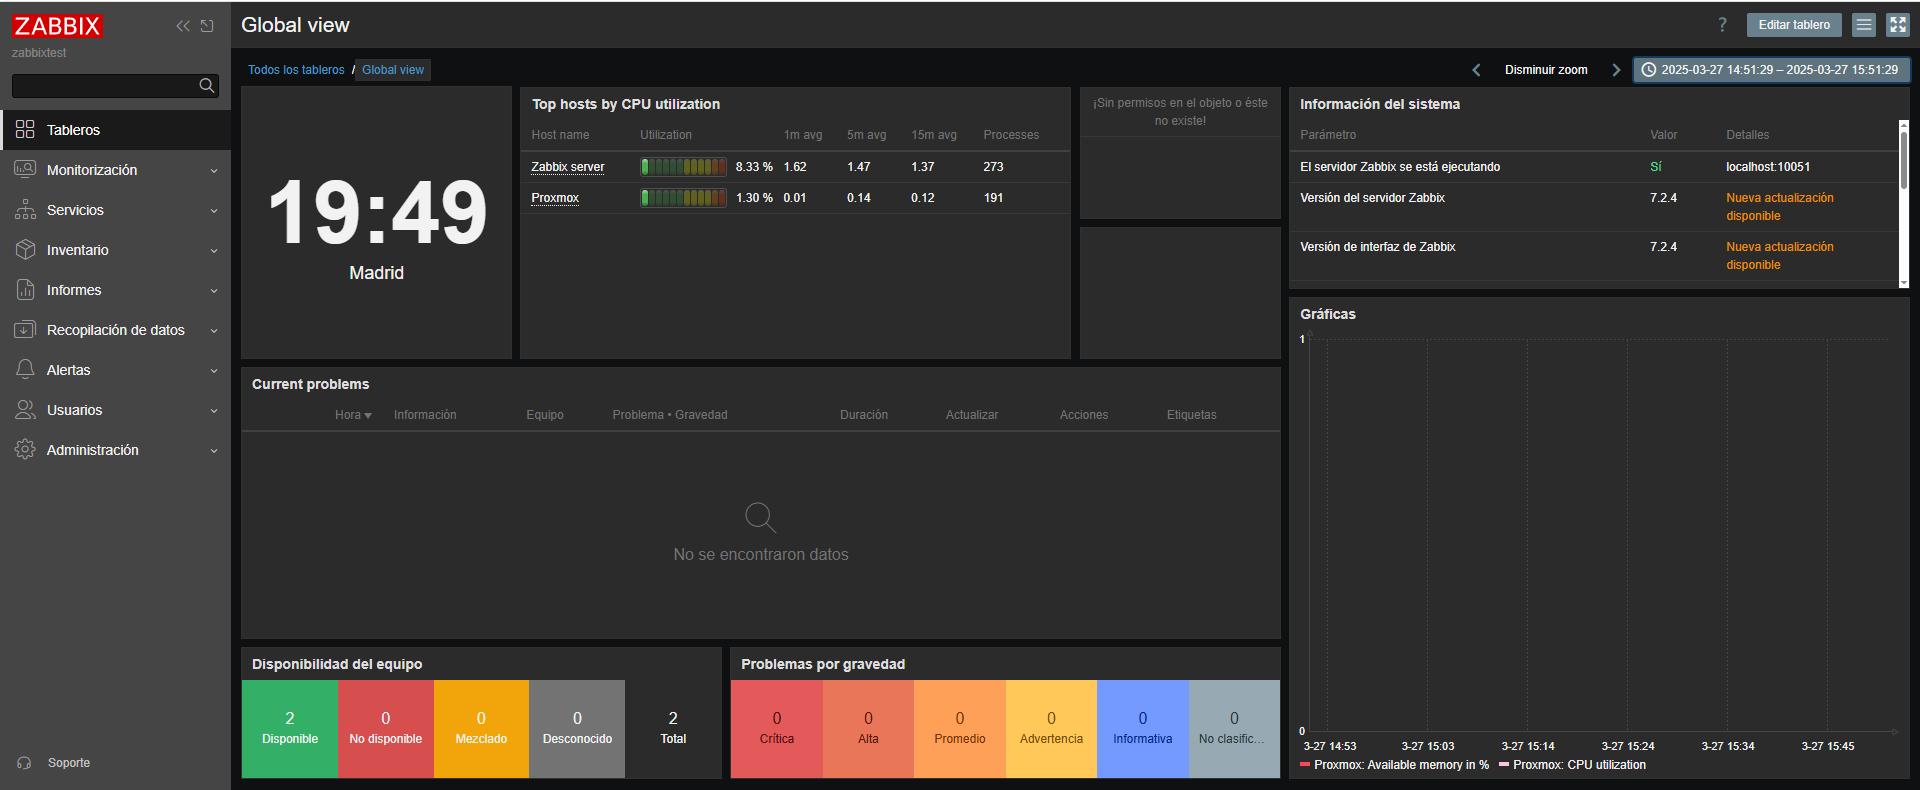 ZABBIX
zabbixtest
Tableros
Monitorización
Servicios
Inventario
Informes
Recopilación de datos
Alertas
Usuarios
Administración
Soporte
Global view
? Editar tablero
Todos los tableros / Global view
Disminuir zoom 2025-03-27 14:51:29 – 2025-03-27 15:51:29
19:49
Madrid
Top hosts by CPU utilization
Host name Utilization 1m avg 5m avg 15m avg Processes
Zabbix server 8.33 % 1.62 1.47 1.37 273
Proxmox 1.30 % 0.01 0.14 0.12 191
¡Sin permisos en el objeto o éste
no existe!
Información del sistema
Parámetro Valor Detalles
El servidor Zabbix se está ejecutando Sí localhost:10051
Versión del servidor Zabbix 7.2.4 Nueva actualización
disponible
Versión de interfaz de Zabbix 7.2.4 Nueva actualización
disponible
Current problems
Hora Información Equipo Problema • Gravedad Duración Actualizar Acciones Etiquetas
No se encontraron datos
Gráficas
1
0
3-27 14:53 3-27 15:03 3-27 15:14 3-27 15:24 3-27 15:34 3-27 15:45
Proxmox: Available memory in % Proxmox: CPU utilization
Disponibilidad del equipo
2 0 0 0 2
Disponible No disponible Mezclado Desconocido Total
Problemas por gravedad
0 0 0 0 0 0
Crítica Alta Promedio Advertencia Informativa No clasific...